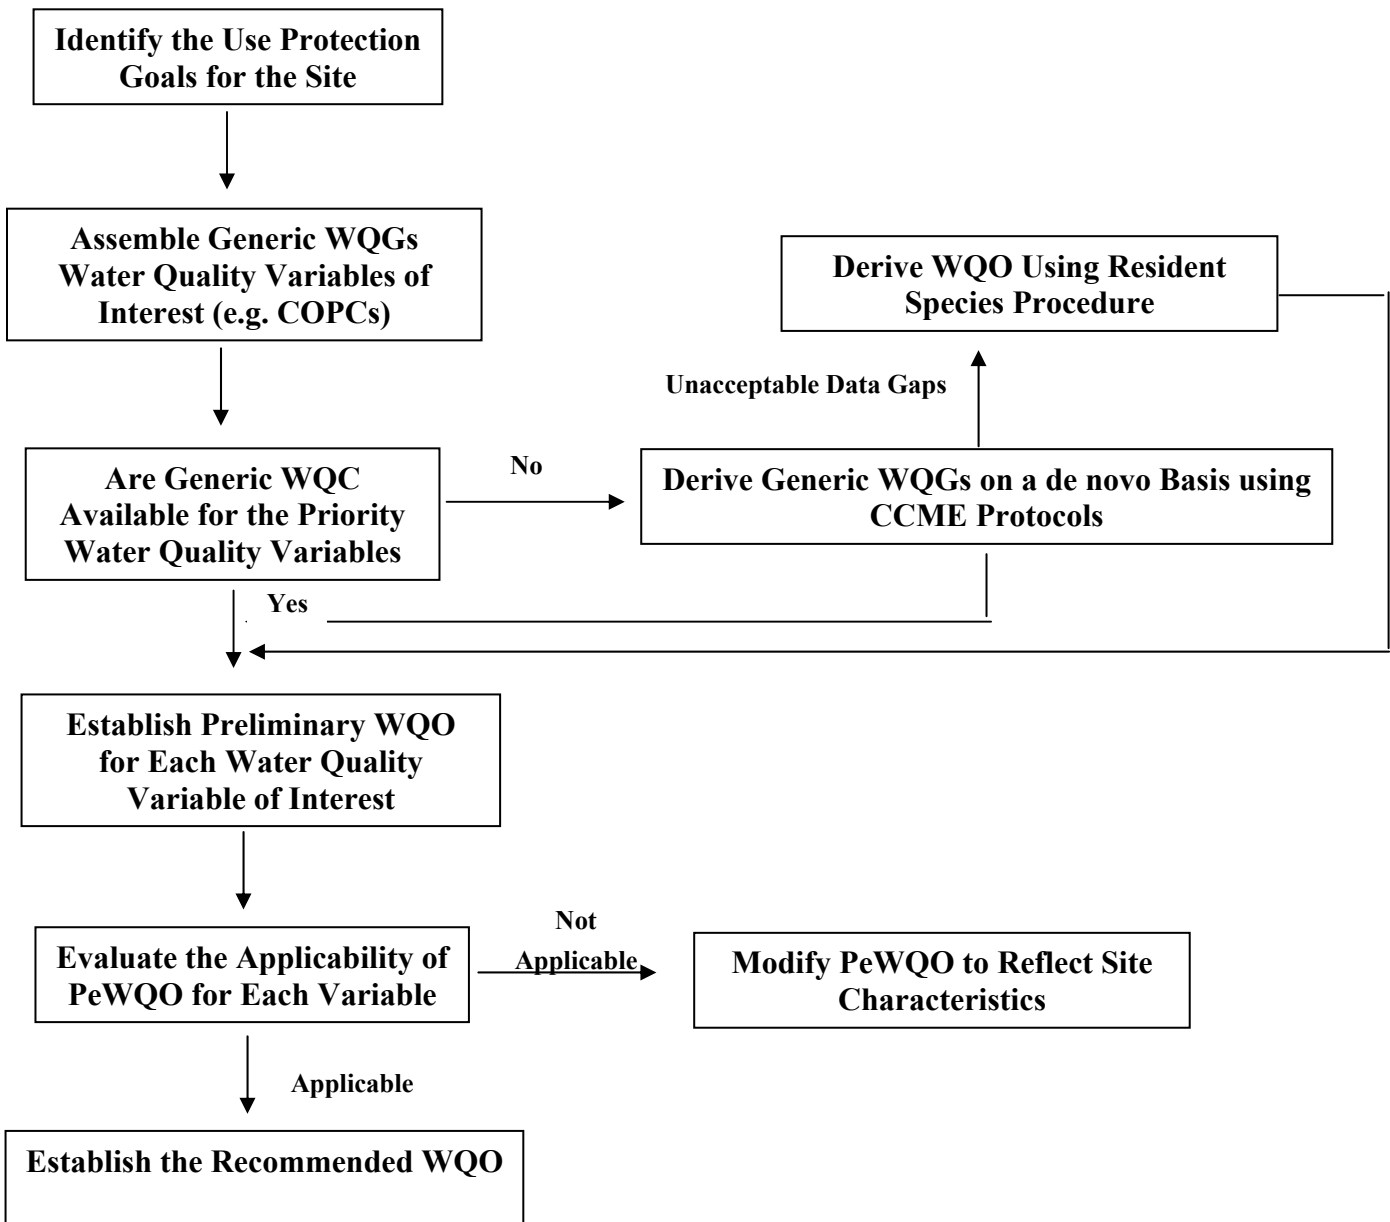 Identify the Use Protection
Goals for the Site
Assemble Generic WQGs
Water Quality Variables of
Interest (e.g. COPCs)
Derive WQO Using Resident
Species Procedure
Unacceptable Data Gaps
Are Generic WQC
Available for the Priority
Water Quality Variables
No
Derive Generic WQGs on a de novo Basis using
CCME Protocols
Yes
Establish Preliminary WQO
for Each Water Quality
Variable of Interest
Evaluate the Applicability of
PeWQO for Each Variable
Not
Applicable
Modify PeWQO to Reflect Site
Characteristics
Applicable
Establish the Recommended WQO